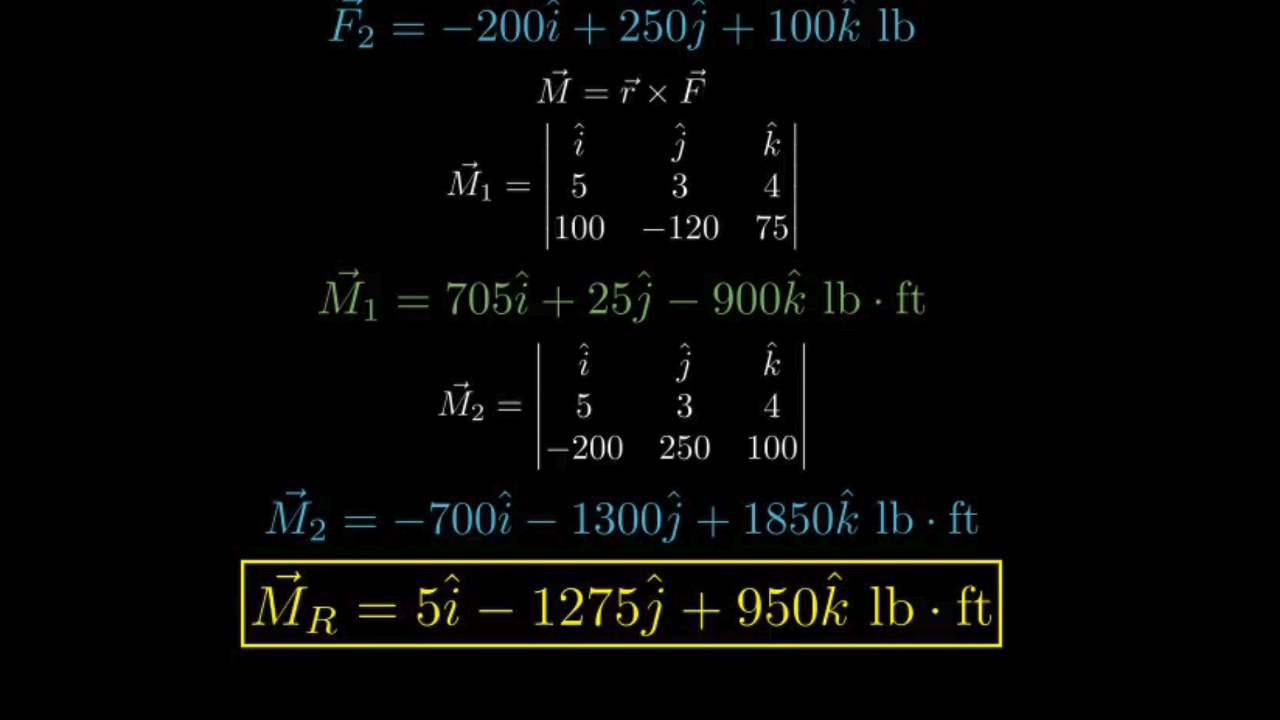 F⃗₂ = −200î + 250ĵ + 100k̂ lb
M⃗ = r⃗ × F⃗
î ĵ k̂
M⃗₁ = 5 3 4
100 −120 75
M⃗₁ = 705î + 25ĵ − 900k̂ lb · ft
î ĵ k̂
M⃗₂ = 5 3 4
−200 250 100
M⃗₂ = −700î − 1300ĵ + 1850k̂ lb · ft
M⃗_R = 5î − 1275ĵ + 950k̂ lb · ft